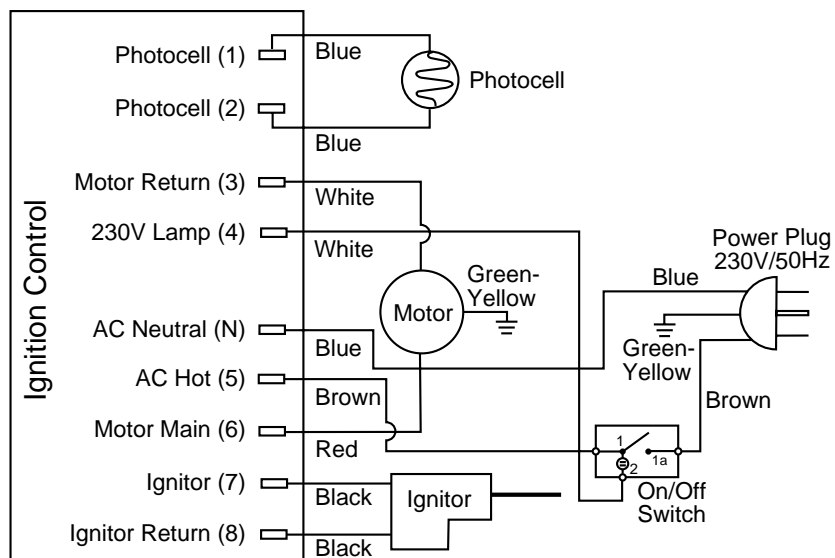 Ignition Control
Photocell (1)
Blue
Photocell
Photocell (2)
Blue
Motor Return (3)
White
230V Lamp (4)
White
Motor
Green-
Yellow
Power Plug
230V/50Hz
Blue
Green-
Yellow
AC Neutral (N)
Blue
AC Hot (5)
Brown
Brown
Motor Main (6)
Red
1
1a
2
On/Off
Switch
Ignitor (7)
Black
Ignitor
Ignitor Return (8)
Black